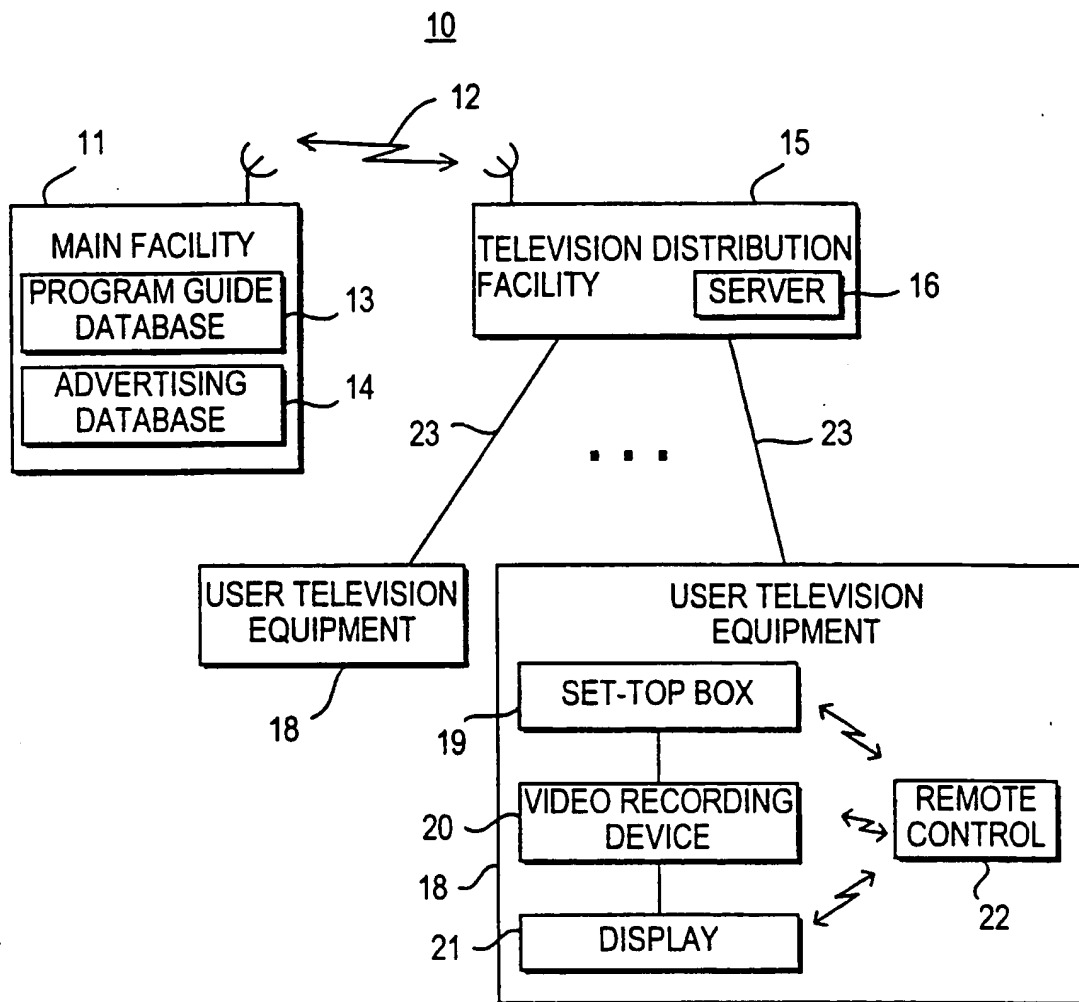 10
12
11
15
MAIN FACILITY
PROGRAM GUIDE
DATABASE
13
ADVERTISING
DATABASE
14
TELEVISION DISTRIBUTION
FACILITY
SERVER
16
23
. . .
23
USER TELEVISION
EQUIPMENT
18
USER TELEVISION
EQUIPMENT
SET-TOP BOX
19
VIDEO RECORDING
DEVICE
20
REMOTE
CONTROL
22
18
DISPLAY
21